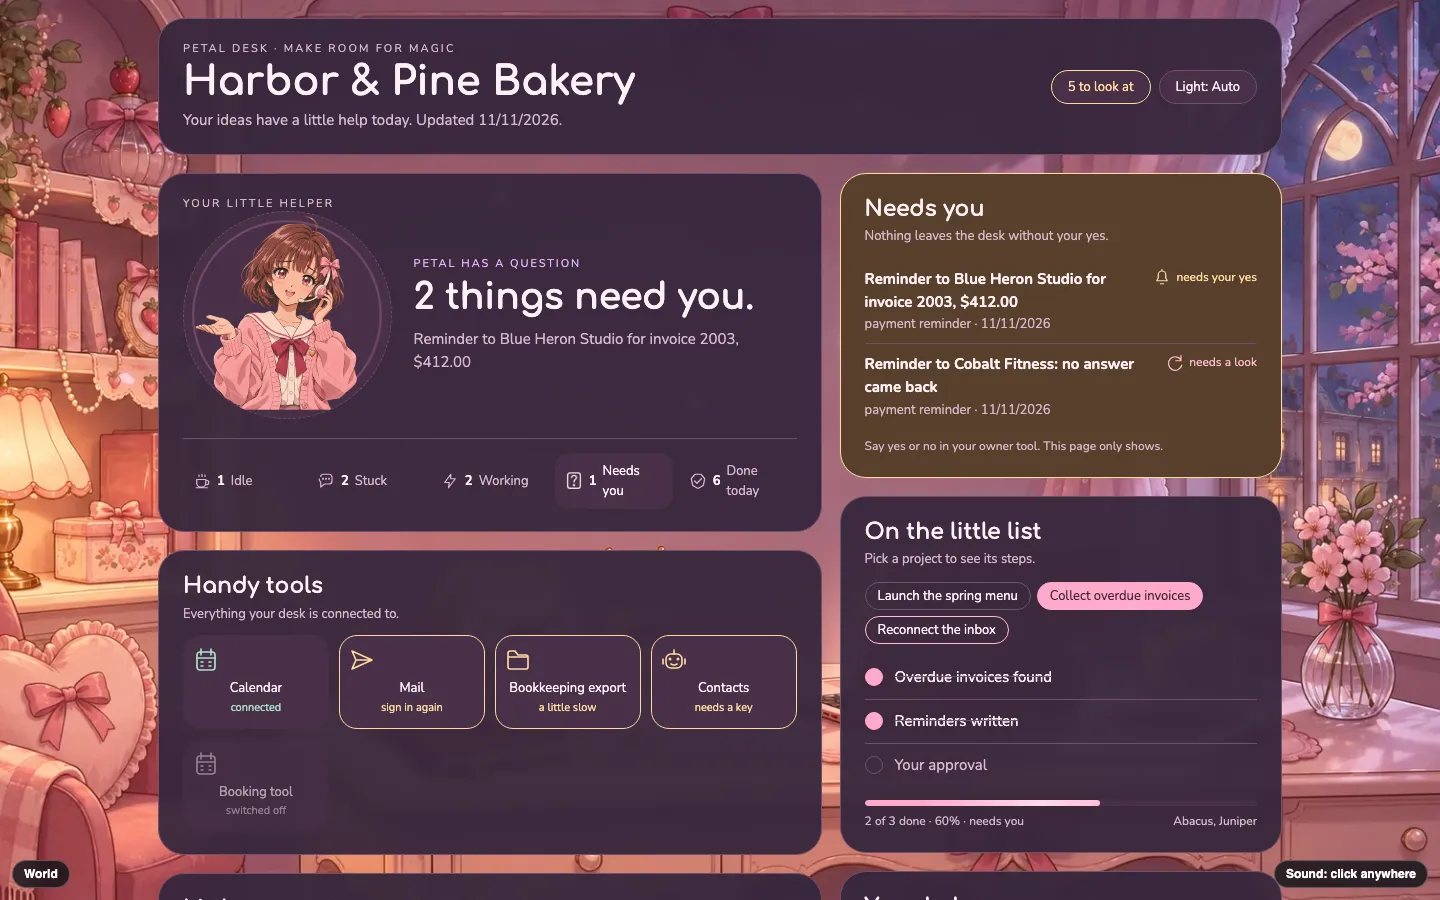 PETAL DESK · MAKE ROOM FOR MAGIC
Harbor & Pine Bakery
Your ideas have a little help today. Updated 11/11/2026.
5 to look at
Light: Auto
YOUR LITTLE HELPER
PETAL HAS A QUESTION
2 things need you.
Reminder to Blue Heron Studio for invoice 2003,
$412.00
1 Idle
2 Stuck
2 Working
1 Needs
you
6 Done
today
Needs you
Nothing leaves the desk without your yes.
Reminder to Blue Heron Studio for
invoice 2003, $412.00
needs your yes
payment reminder · 11/11/2026
Reminder to Cobalt Fitness: no answer
came back
needs a look
payment reminder · 11/11/2026
Say yes or no in your owner tool. This page only shows.
Handy tools
Everything your desk is connected to.
Calendar
connected
Mail
sign in again
Bookkeeping export
a little slow
Contacts
needs a key
Booking tool
switched off
On the little list
Pick a project to see its steps.
Launch the spring menu
Collect overdue invoices
Reconnect the inbox
Overdue invoices found
Reminders written
Your approval
2 of 3 done · 60% · needs you
Abacus, Juniper
World
Sound: click anywhere